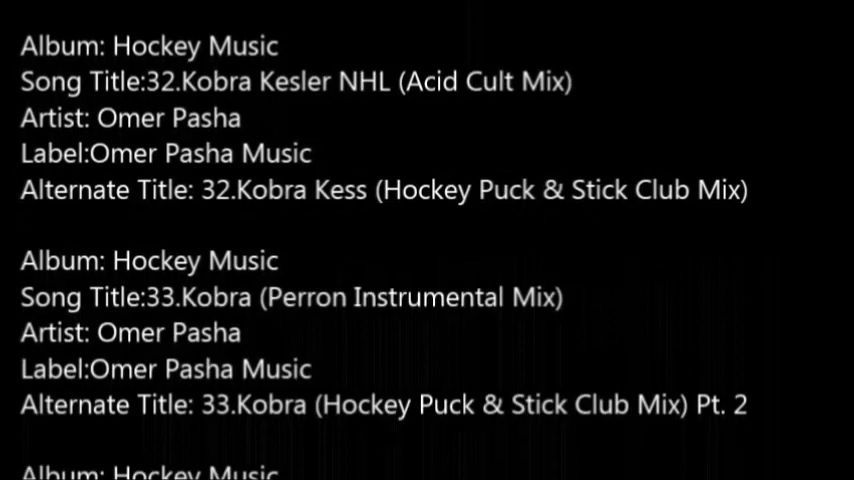 Album: Hockey Music
Song Title:32.Kobra Kesler NHL (Acid Cult Mix)
Artist: Omer Pasha
Label:Omer Pasha Music
Alternate Title: 32.Kobra Kess (Hockey Puck & Stick Club Mix)
Album: Hockey Music
Song Title:33.Kobra (Perron Instrumental Mix)
Artist: Omer Pasha
Label:Omer Pasha Music
Alternate Title: 33.Kobra (Hockey Puck & Stick Club Mix) Pt. 2
Album: Hockey Music